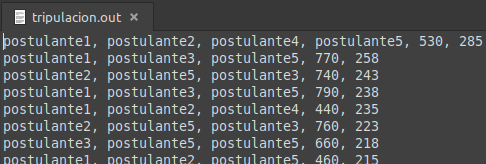 tripulacion.out ×
postulante1, postulante2, postulante4, postulante5, 530, 285
postulante1, postulante3, postulante5, 770, 258
postulante2, postulante5, postulante3, 740, 243
postulante1, postulante3, postulante5, 790, 238
postulante1, postulante2, postulante4, 440, 235
postulante2, postulante5, postulante3, 760, 223
postulante3, postulante5, postulante5, 660, 218
postulante1, postulante2, postulante5, 460, 215